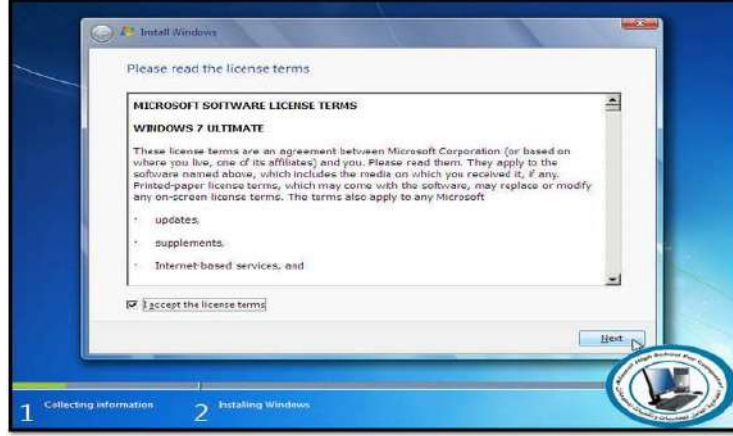 Install Windows
Please read the license terms
MICROSOFT SOFTWARE LICENSE TERMS
WINDOWS 7 ULTIMATE
These license terms are an agreement between Microsoft Corporation (or based on
where you live, one of its affiliates) and you. Please read them. They apply to the
software named above, which includes the media on which you received it, if any.
Printed-paper license terms, which may come with the software, may replace or modify
any on-screen license terms. The terms also apply to any Microsoft
· updates,
· supplements,
· Internet-based services, and
I accept the license terms
Next
High School For Computer
1 Collecting information
2 Installing Windows